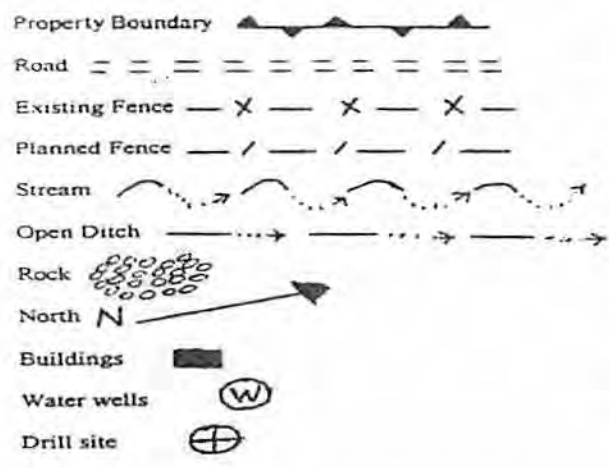 Property Boundary
Road
Existing Fence
Planned Fence
Stream
Open Ditch
Rock
North N
Buildings
Water wells W
Drill site